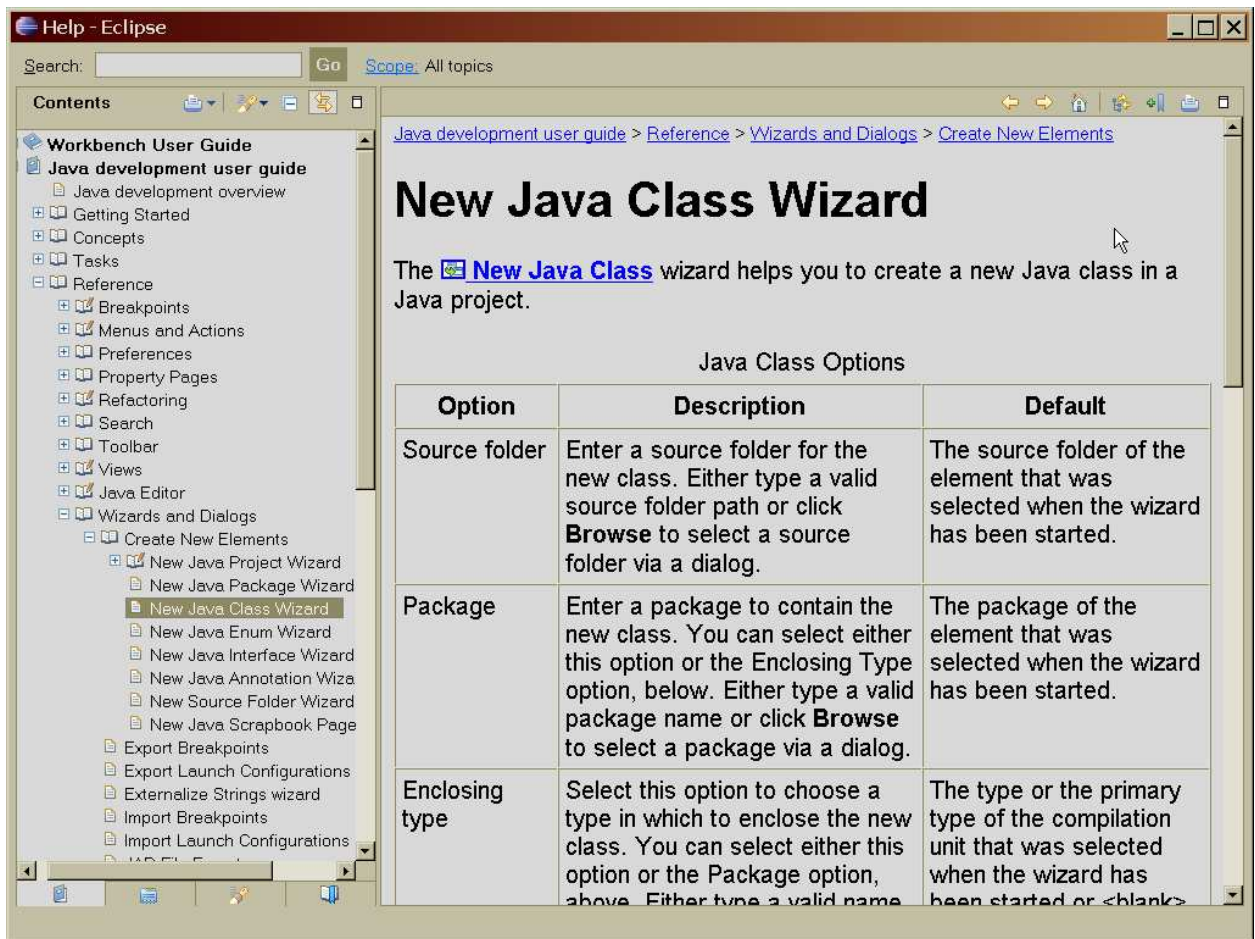 Help - Eclipse
Search:
Go
Scope: All topics
Contents
Workbench User Guide
Java development user guide
Java development overview
Getting Started
Concepts
Tasks
Reference
Breakpoints
Menus and Actions
Preferences
Property Pages
Refactoring
Search
Toolbar
Views
Java Editor
Wizards and Dialogs
Create New Elements
New Java Project Wizard
New Java Package Wizard
New Java Class Wizard
New Java Enum Wizard
New Java Interface Wizard
New Java Annotation Wiza
New Source Folder Wizard
New Java Scrapbook Page
Export Breakpoints
Export Launch Configurations
Externalize Strings wizard
Import Breakpoints
Import Launch Configurations
Java development user guide > Reference > Wizards and Dialogs > Create New Elements
New Java Class Wizard
The New Java Class wizard helps you to create a new Java class in a
Java project.
Java Class Options
Option Description Default
Source folder
Enter a source folder for the
new class. Either type a valid
source folder path or click
Browse to select a source
folder via a dialog.
The source folder of the
element that was
selected when the wizard
has been started.
Package
Enter a package to contain the
new class. You can select either
this option or the Enclosing Type
option, below. Either type a valid
package name or click Browse
to select a package via a dialog.
The package of the
element that was
selected when the wizard
has been started.
Enclosing
type
Select this option to choose a
type in which to enclose the new
class. You can select either this
option or the Package option,
above. Either type a valid name
The type or the primary
type of the compilation
unit that was selected
when the wizard has
been started or <blank>